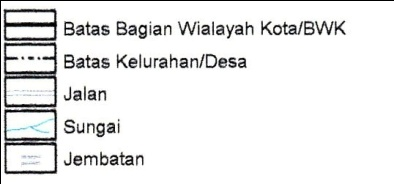 Batas Bagian Wialayah Kota/BWK
Batas Kelurahan/Desa
Jalan
Sungai
Jembatan